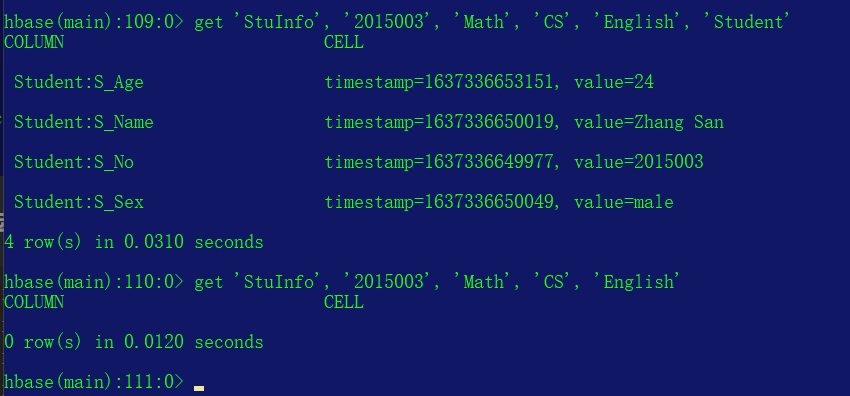 hbase(main):109:0> get 'StuInfo', '2015003', 'Math', 'CS', 'English', 'Student'
COLUMN CELL
Student:S_Age timestamp=1637336653151, value=24
Student:S_Name timestamp=1637336650019, value=Zhang San
Student:S_No timestamp=1637336649977, value=2015003
Student:S_Sex timestamp=1637336650049, value=male
4 row(s) in 0.0310 seconds
hbase(main):110:0> get 'StuInfo', '2015003', 'Math', 'CS', 'English'
COLUMN CELL
0 row(s) in 0.0120 seconds
hbase(main):111:0>